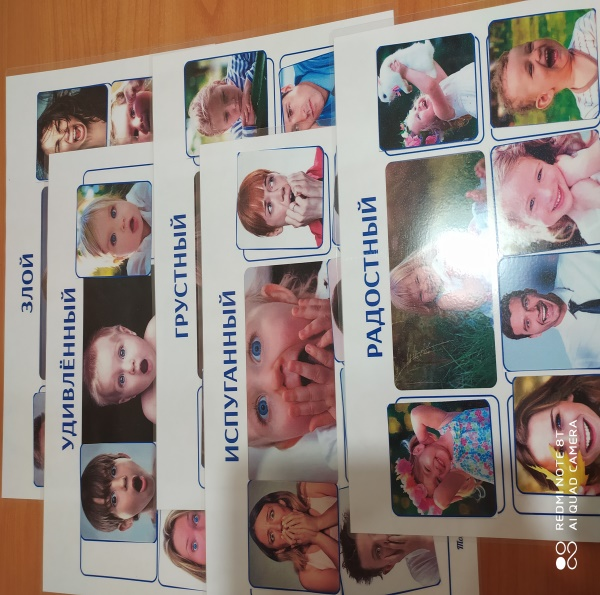 ЗЛОЙ
УДИВЛЁННЫЙ
ГРУСТНЫЙ
ИСПУГАННЫЙ
РАДОСТНЫЙ
REDMI NOTE 8T
AI QUAD CAMERA